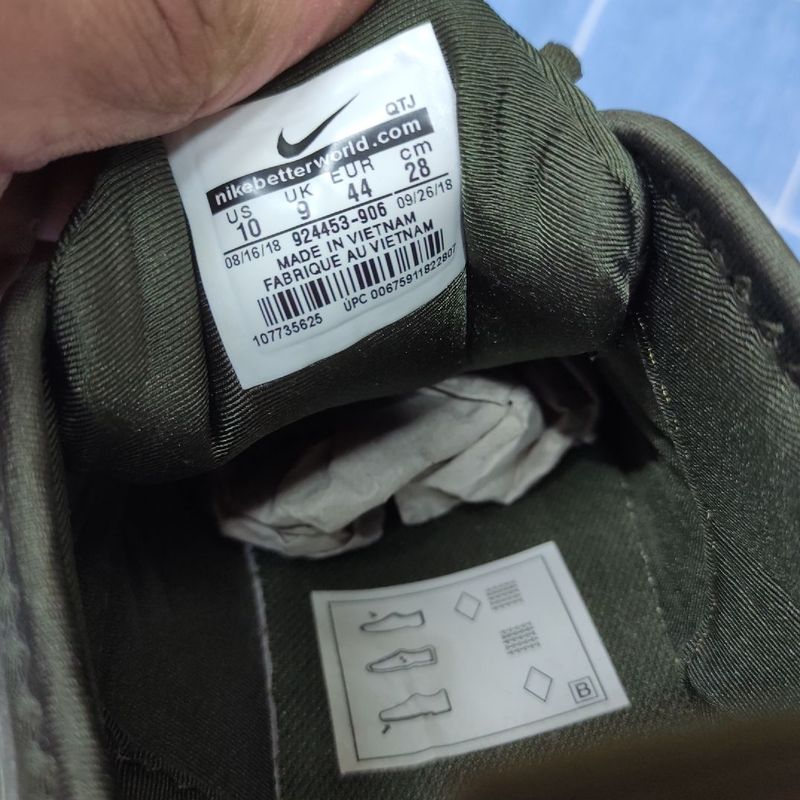 QTJ
nikebetterworld.com
US UK EUR cm
10 9 44 28
08/16/18 924453-906 09/26/18
MADE IN VIETNAM
FABRIQUE AU VIETNAM
107735625 UPC 00675911822807
B